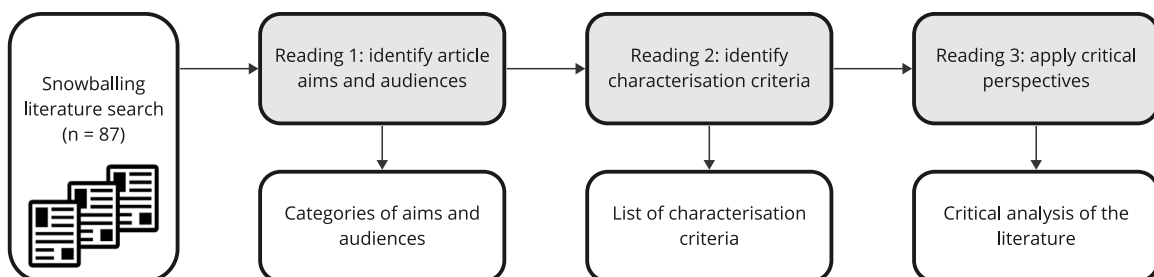 Snowballing
literature search
(n = 87)
Reading 1: identify article
aims and audiences
Reading 2: identify
characterisation criteria
Reading 3: apply critical
perspectives
Categories of aims and
audiences
List of characterisation
criteria
Critical analysis of the
literature